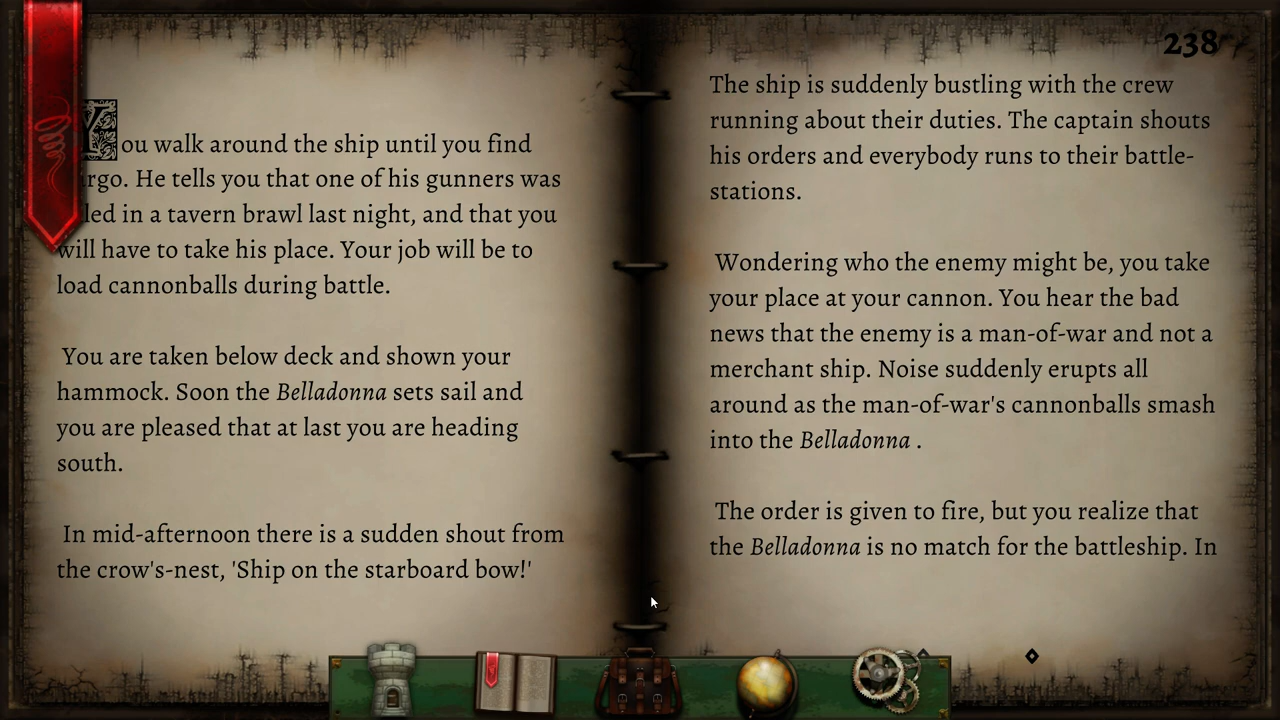 238
You walk around the ship until you find
rgo. He tells you that one of his gunners was
led in a tavern brawl last night, and that you
will have to take his place. Your job will be to
load cannonballs during battle.
You are taken below deck and shown your
hammock. Soon the Belladonna sets sail and
you are pleased that at last you are heading
south.
In mid-afternoon there is a sudden shout from
the crow's-nest, 'Ship on the starboard bow!'
The ship is suddenly bustling with the crew
running about their duties. The captain shouts
his orders and everybody runs to their battle-
stations.
Wondering who the enemy might be, you take
your place at your cannon. You hear the bad
news that the enemy is a man-of-war and not a
merchant ship. Noise suddenly erupts all
around as the man-of-war's cannonballs smash
into the Belladonna .
The order is given to fire, but you realize that
the Belladonna is no match for the battleship. In